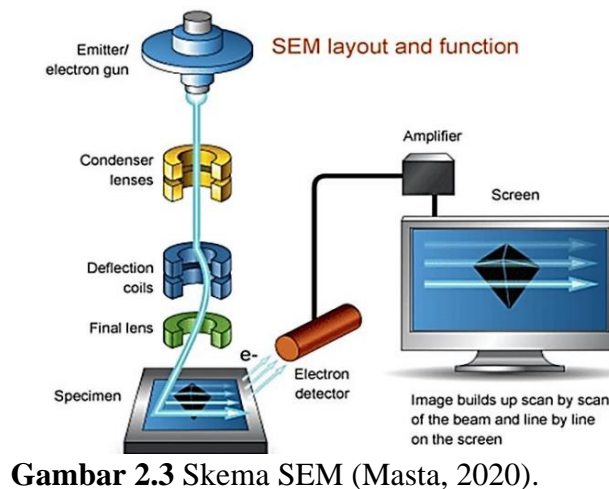 Emitter/
electron gun
SEM layout and function
Condenser
lenses
Amplifier
Screen
Deflection
coils
Final lens
e-
Electron
detector
Specimen
Image builds up scan by scan
of the beam and line by line
on the screen
Gambar 2.3 Skema SEM (Masta, 2020).